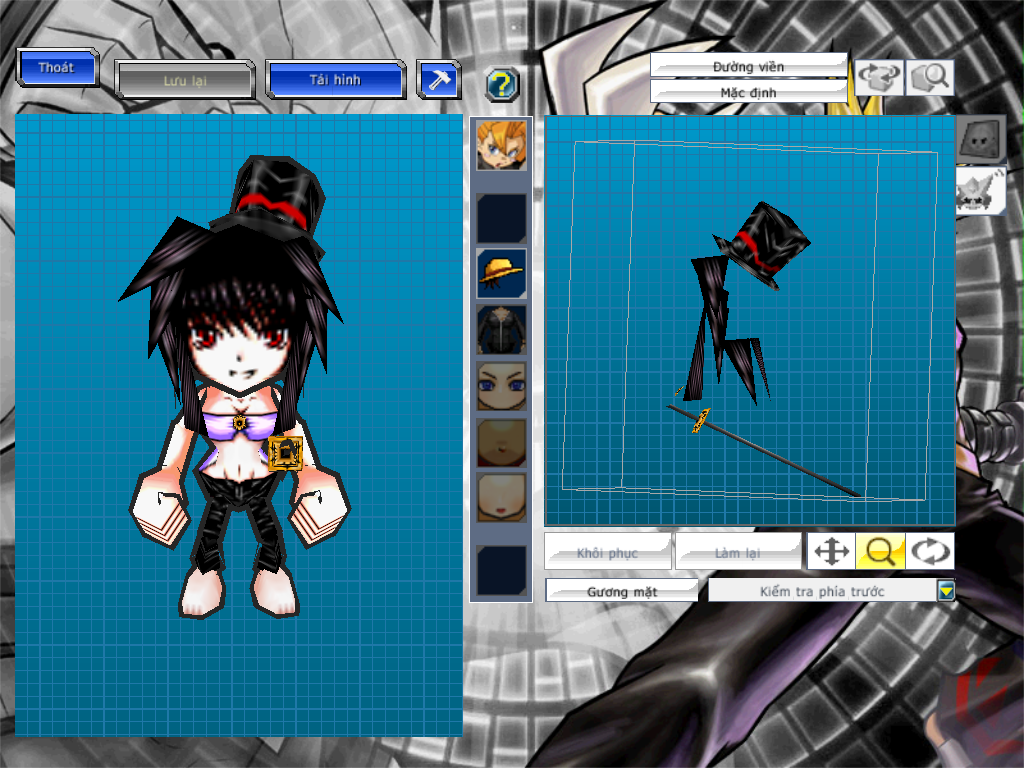 Thoát
Lưu lại
Tải hình
Đường viền
Mặc định
Khôi phục
Làm lại
Gương mặt
Kiểm tra phía trước